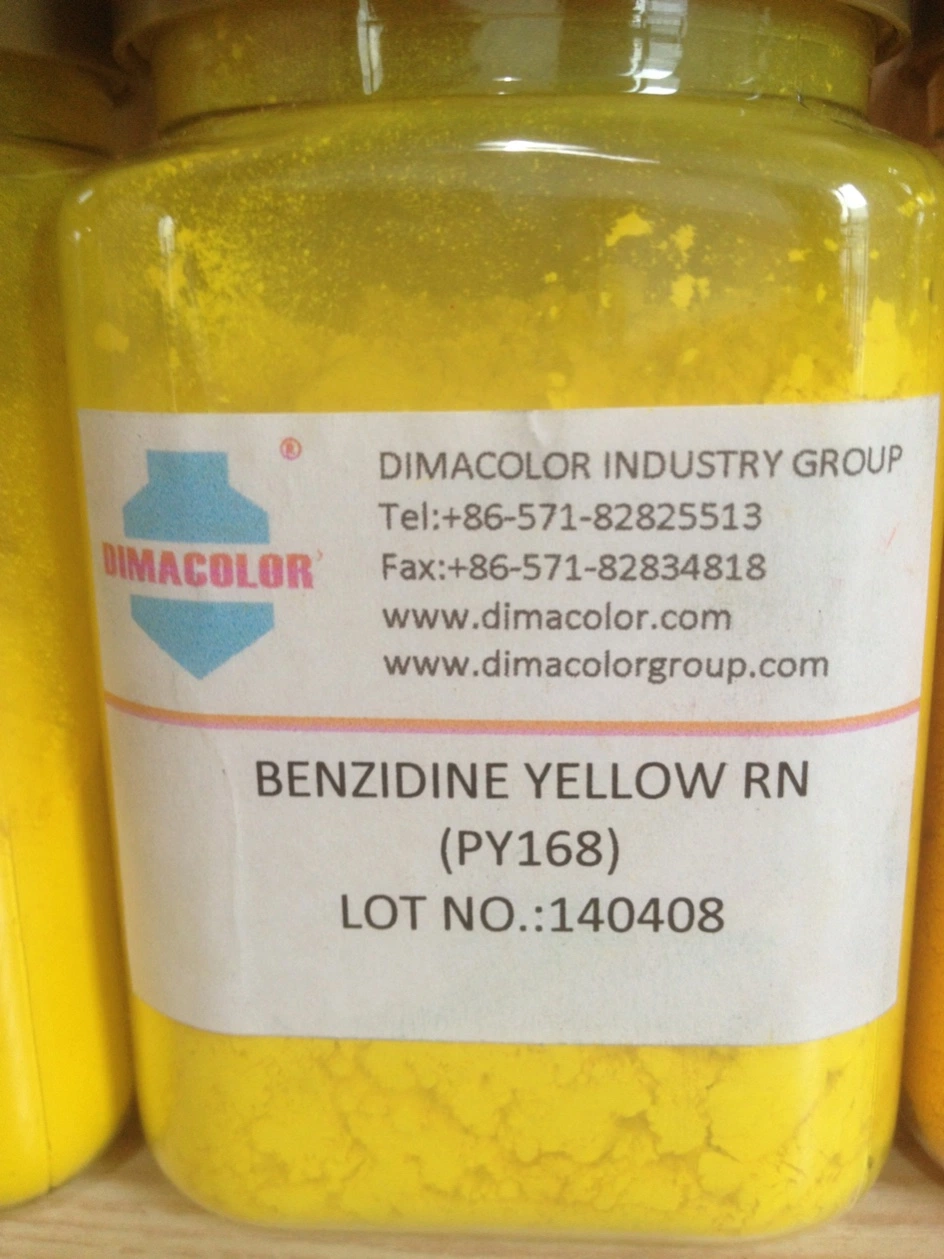 ®
DIMACOLOR
DIMACOLOR INDUSTRY GROUP
Tel:+86-571-82825513
Fax:+86-571-82834818
www.dimacolor.com
www.dimacolorgroup.com
BENZIDINE YELLOW RN
(PY168)
LOT NO.:140408